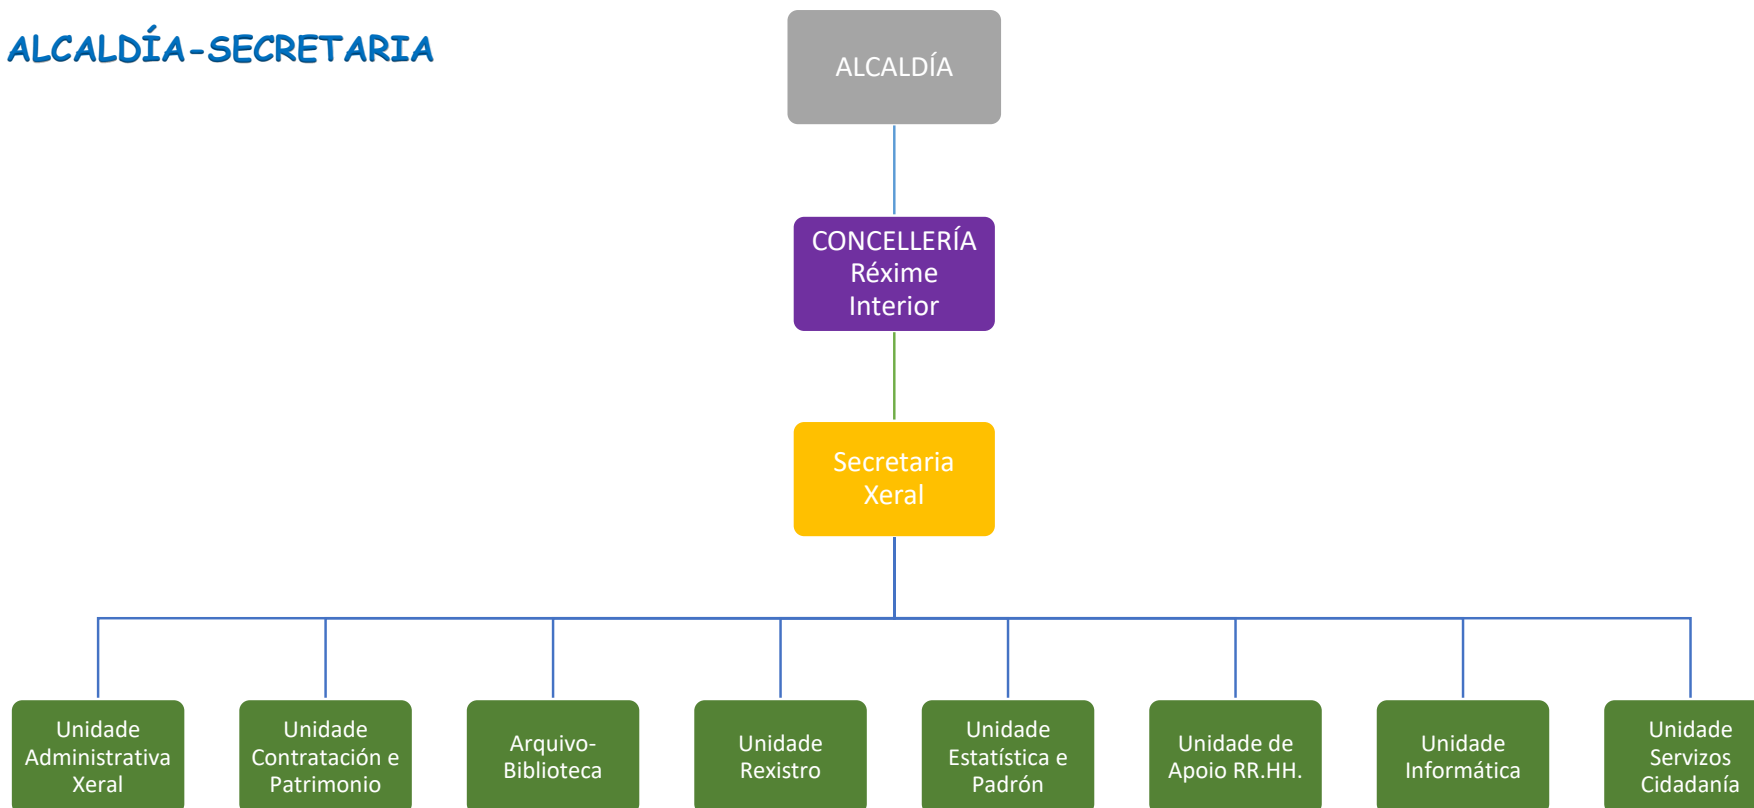 ALCALDÍA-SECRETARIA
ALCALDÍA
CONCELLERÍA
Réxime
Interior
Secretaria
Xeral
Unidade
Administrativa
Xeral
Unidade
Contratación e
Patrimonio
Arquivo-
Biblioteca
Unidade
Rexistro
Unidade
Estatística e
Padrón
Unidade de
Apoio RR.HH.
Unidade
Informática
Unidade
Servizos
Cidadanía